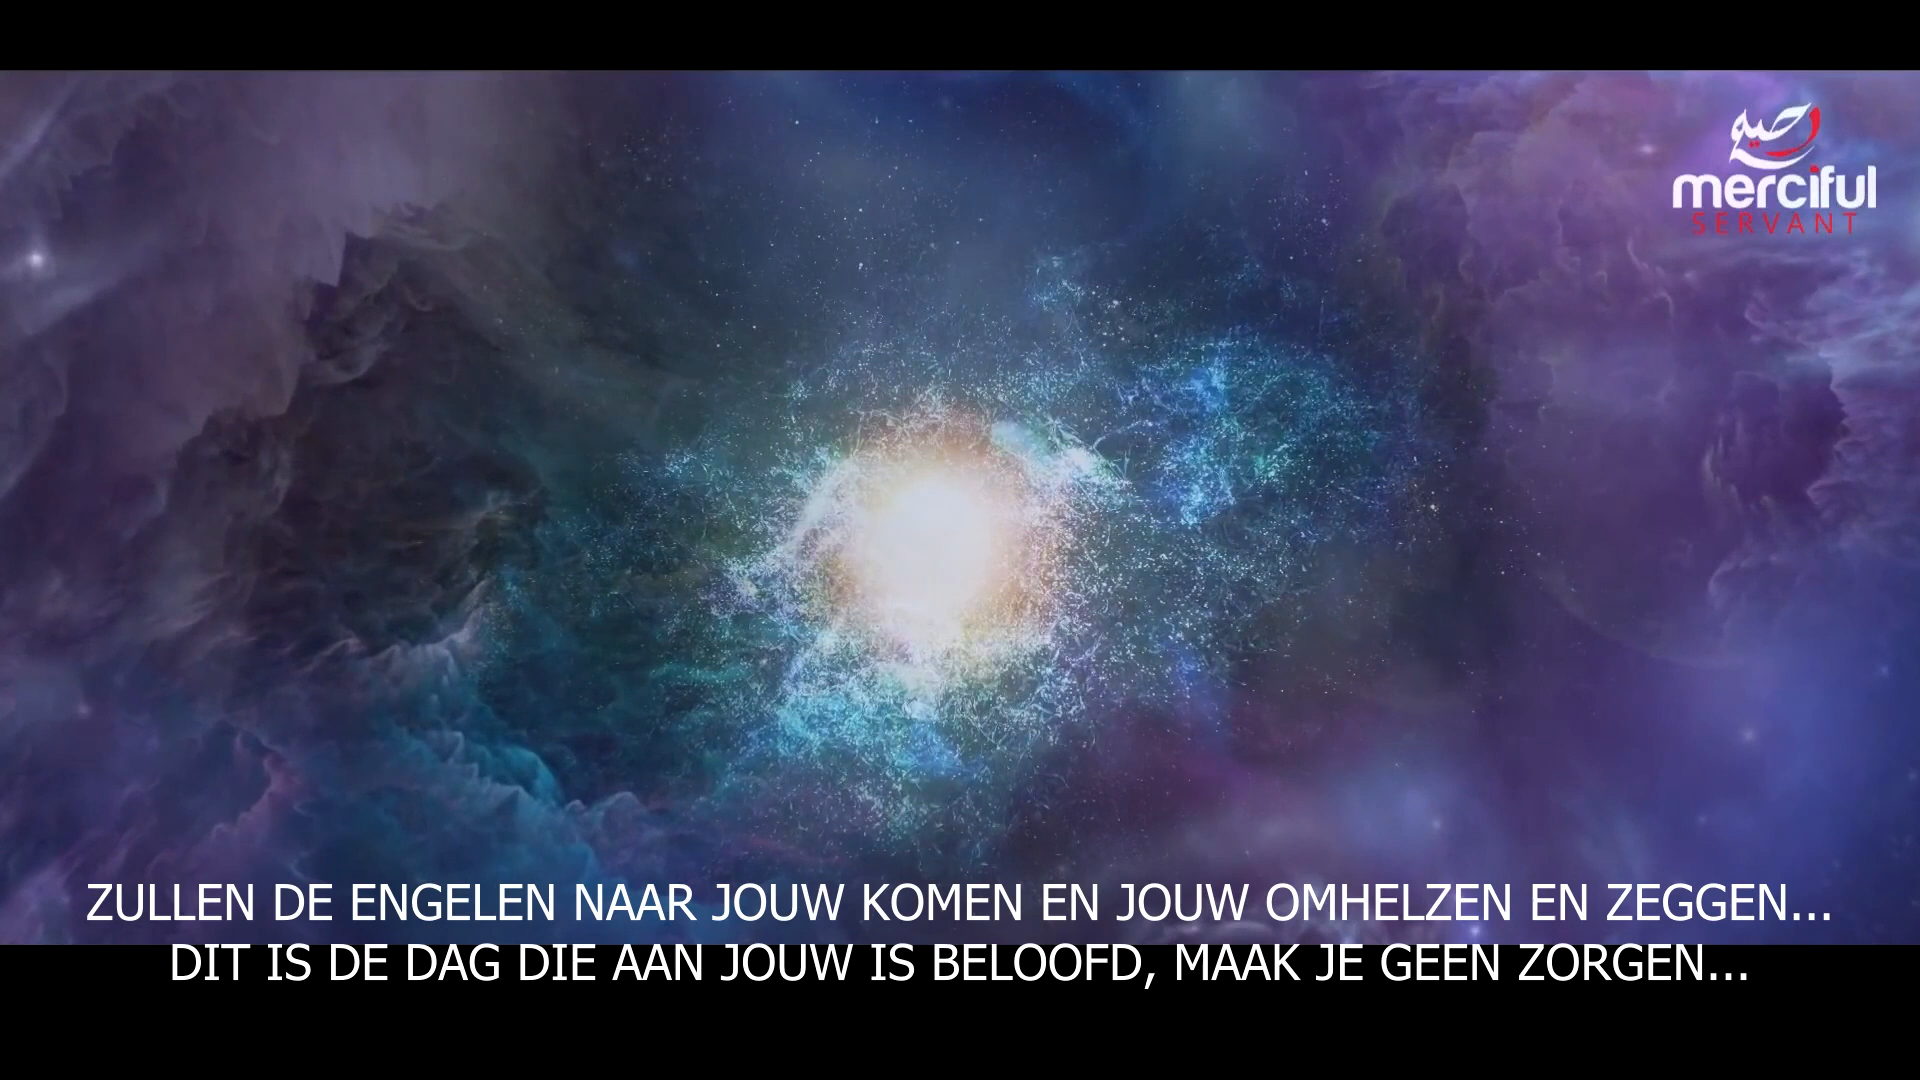 رحيم
merciful
SERVANT
ZULLEN DE ENGELEN NAAR JOUW KOMEN EN JOUW OMHELZEN EN ZEGGEN...
DIT IS DE DAG DIE AAN JOUW IS BELOOFD, MAAK JE GEEN ZORGEN...